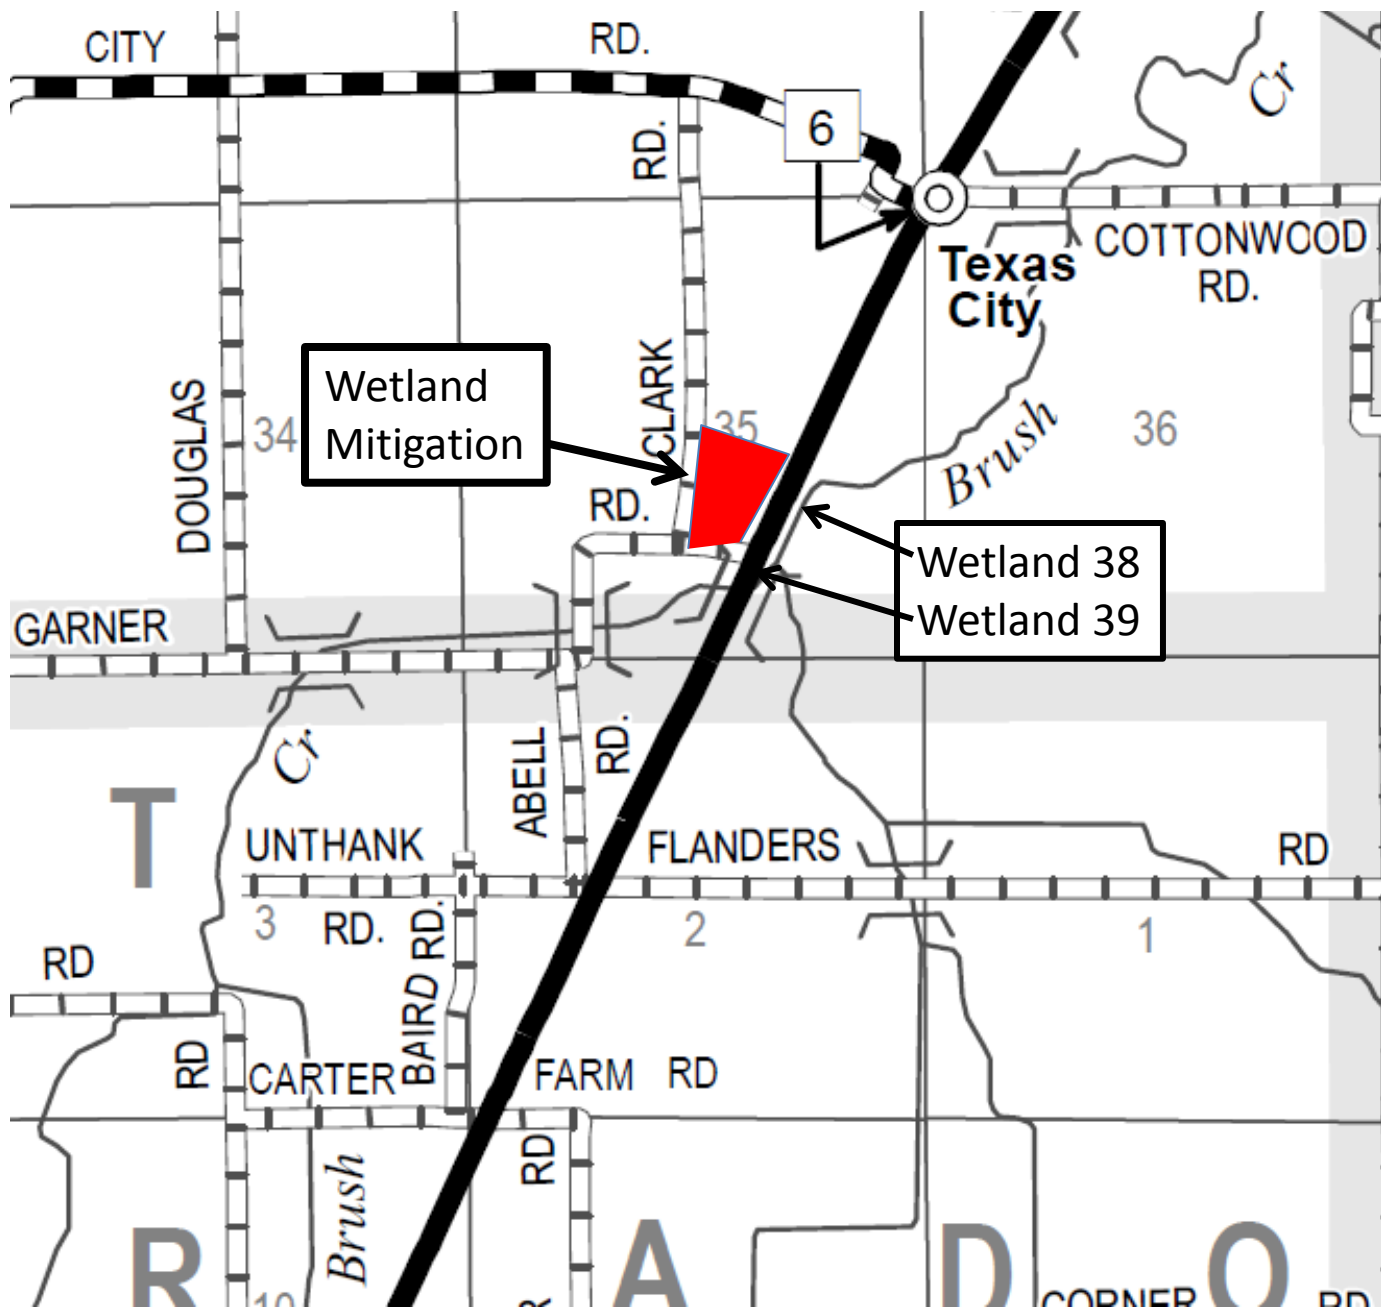 CITY
RD.
RD.
6
Cr
COTTONWOOD
RD.
Texas
City
Wetland
Mitigation
CLARK
RD.
DOUGLAS
34
35
36
Brush
Wetland 38
Wetland 39
GARNER
Cr
ABELL
RD.
T
UNTHANK
RD.
FLANDERS
RD
3
2
1
BAIRD RD.
RD
RD
CARTER
FARM RD
RD
Brush
R
A
D
O
10
CORNER
RD